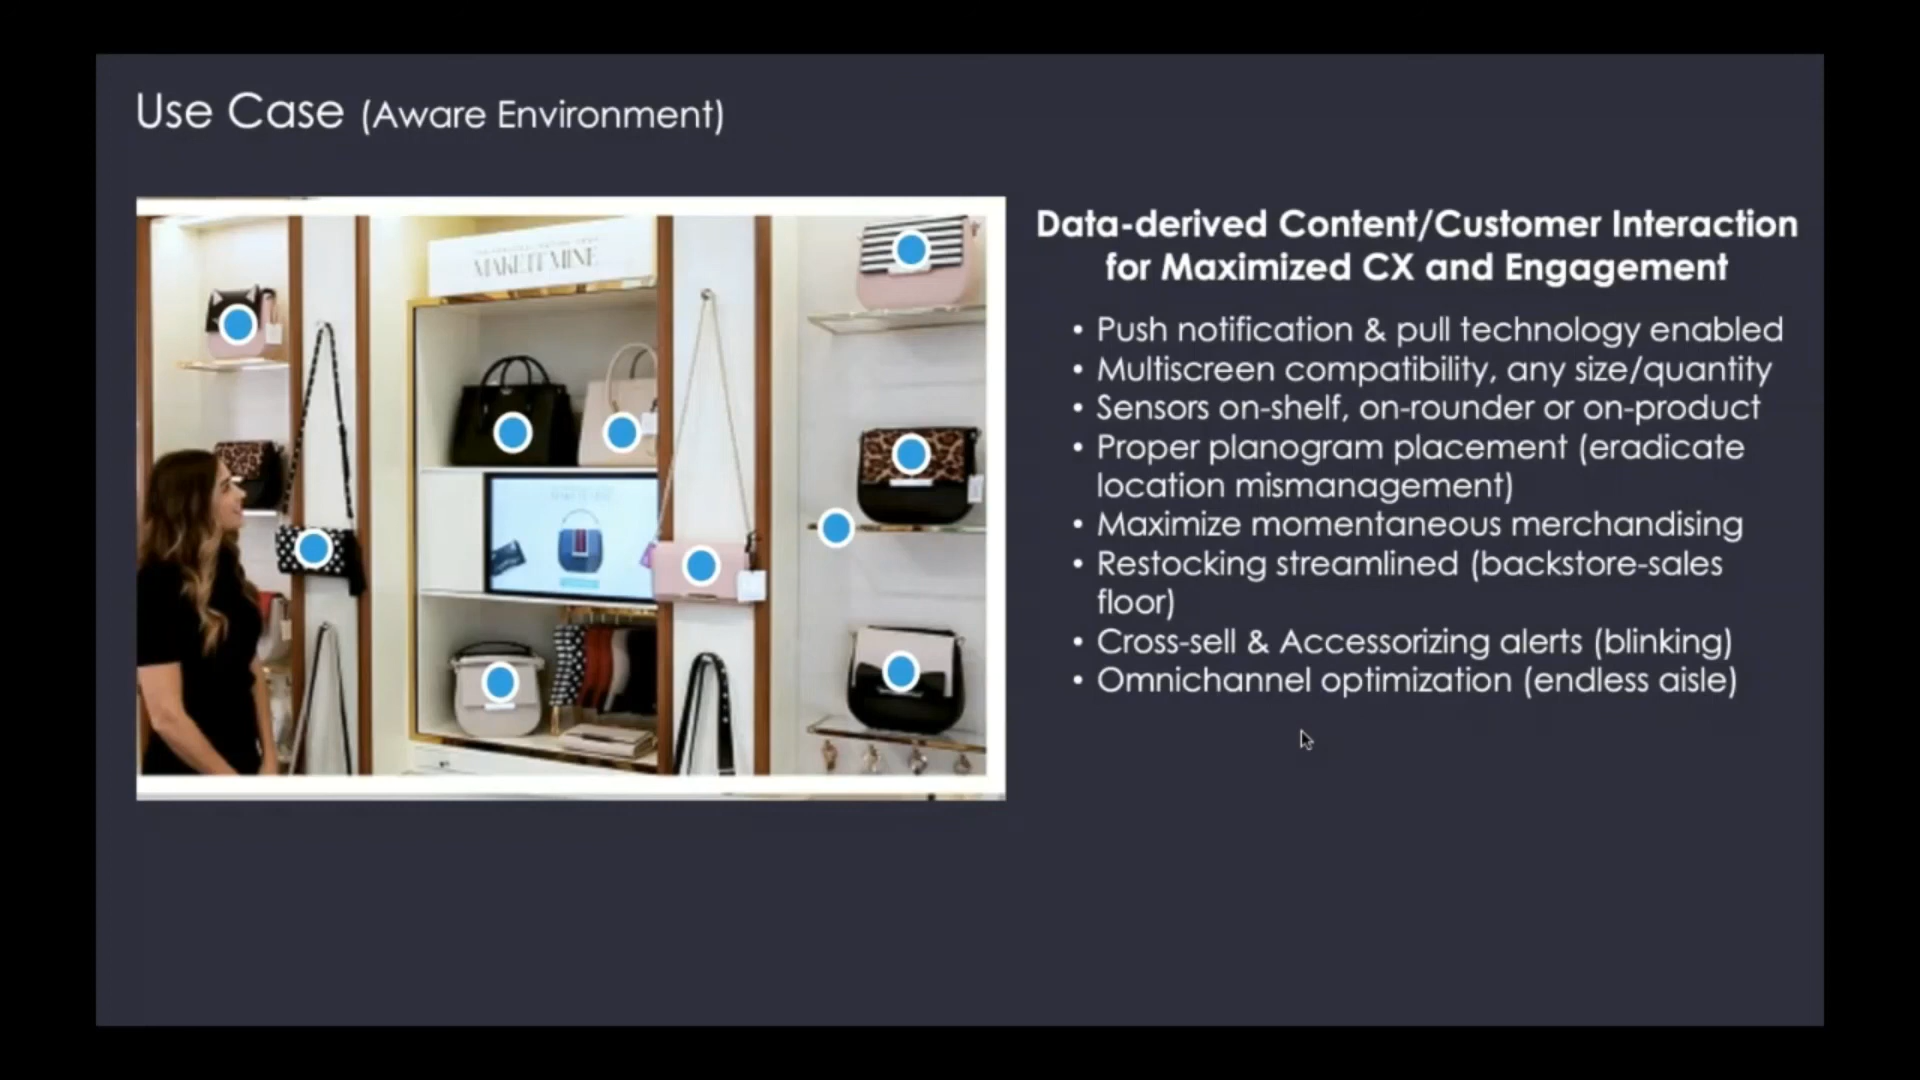 Use Case (Aware Environment)
MAKE IT MINE
Data-derived Content/Customer Interaction
for Maximized CX and Engagement
• Push notification & pull technology enabled
• Multiscreen compatibility, any size/quantity
• Sensors on-shelf, on-rounder or on-product
• Proper planogram placement (eradicate
location mismanagement)
• Maximize momentaneous merchandising
• Restocking streamlined (backstore-sales
floor)
• Cross-sell & Accessorizing alerts (blinking)
• Omnichannel optimization (endless aisle)